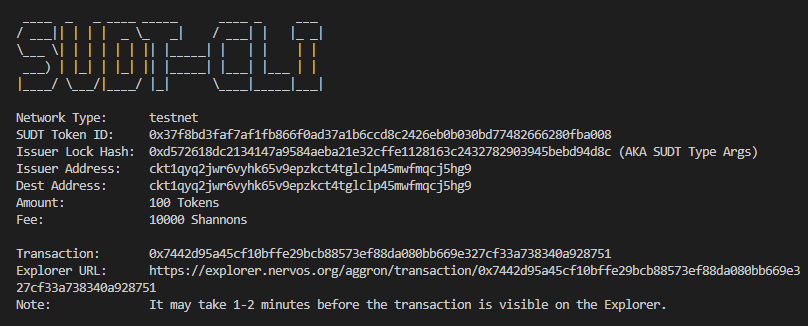 SUDT-CLI
Network Type: testnet
SUDT Token ID: 0x37f8bd3faf7af1fb866f0ad37a1b6ccd8c2426eb0b030bd77482666280fba008
Issuer Lock Hash: 0xd572618dc2134147a9584aeba21e32cffe1128163c2432782903945bebd94d8c (AKA SUDT Type Args)
Issuer Address: ckt1qyq2jwr6vyhk65v9epzkct4tglclp45mwfmqcj5hg9
Dest Address: ckt1qyq2jwr6vyhk65v9epzkct4tglclp45mwfmqcj5hg9
Amount: 100 Tokens
Fee: 10000 Shannons
Transaction: 0x7442d95a45cf10bffe29bcb88573ef88da080bb669e327cf33a738340a928751
Explorer URL: https://explorer.nervos.org/aggron/transaction/0x7442d95a45cf10bffe29bcb88573ef88da080bb669e3
27cf33a738340a928751
Note: It may take 1-2 minutes before the transaction is visible on the Explorer.